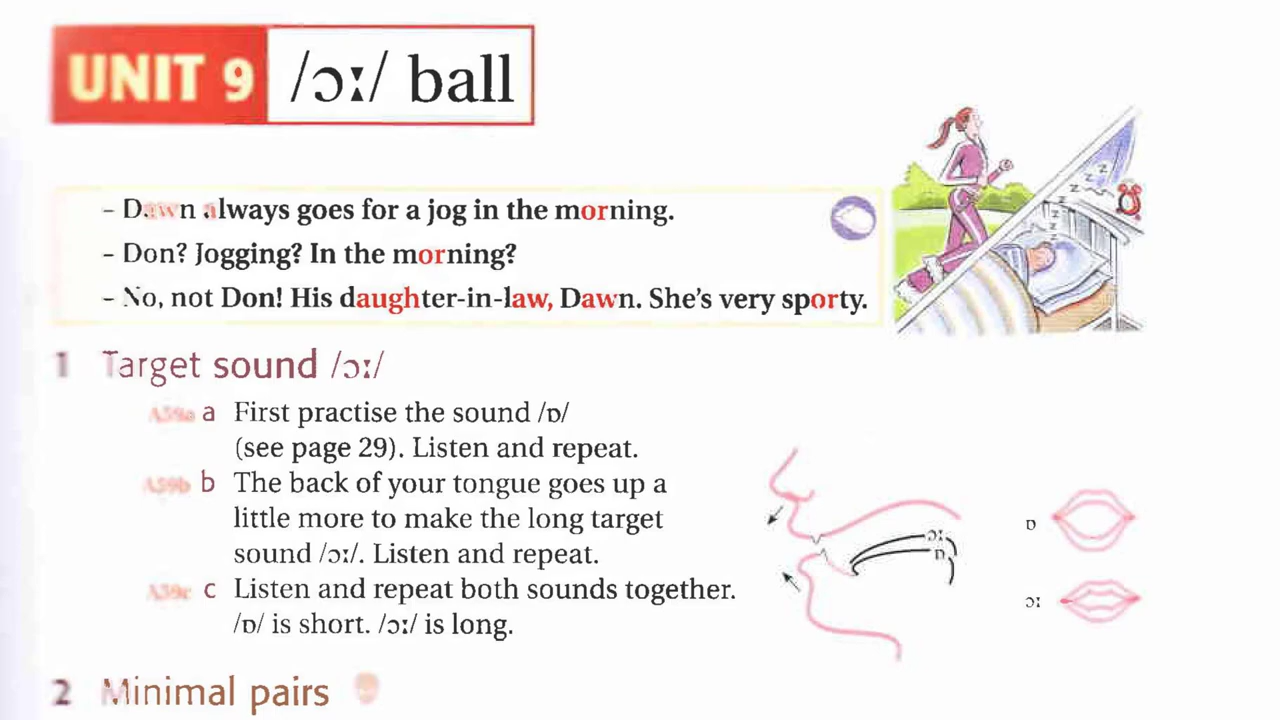 UNIT 9 /ɔː/ ball
– Dawn always goes for a jog in the morning.
– Don? Jogging? In the morning?
– No, not Don! His daughter-in-law, Dawn. She's very sporty.
z z z z z z z
1 Target sound /ɔː/
A59a a First practise the sound /ɒ/
(see page 29). Listen and repeat.
A59b b The back of your tongue goes up a
little more to make the long target
sound /ɔː/. Listen and repeat.
A59c c Listen and repeat both sounds together.
/ɒ/ is short. /ɔː/ is long.
ɔː
ɒ
ɒ
ɔː
2 Minimal pairs